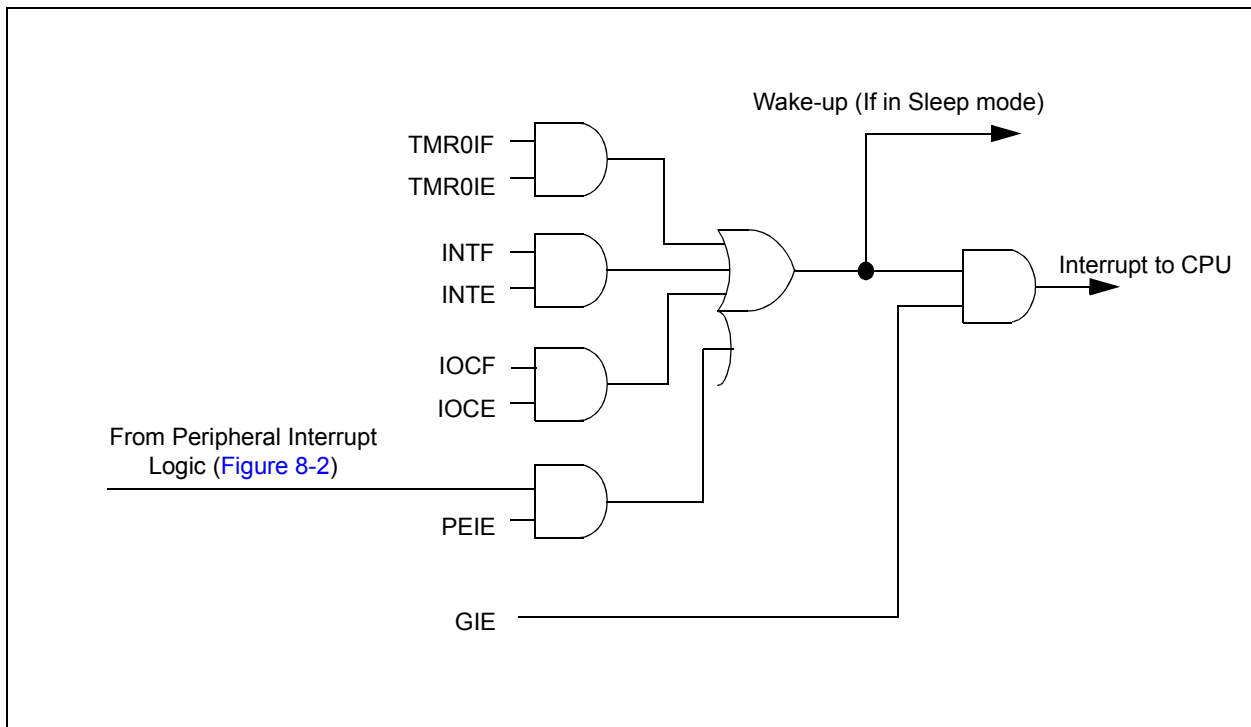 Wake-up (If in Sleep mode)
TMR0IF
TMR0IE
INTF
INTE
Interrupt to CPU
IOCF
IOCE
From Peripheral Interrupt
Logic (Figure 8-2)
PEIE
GIE